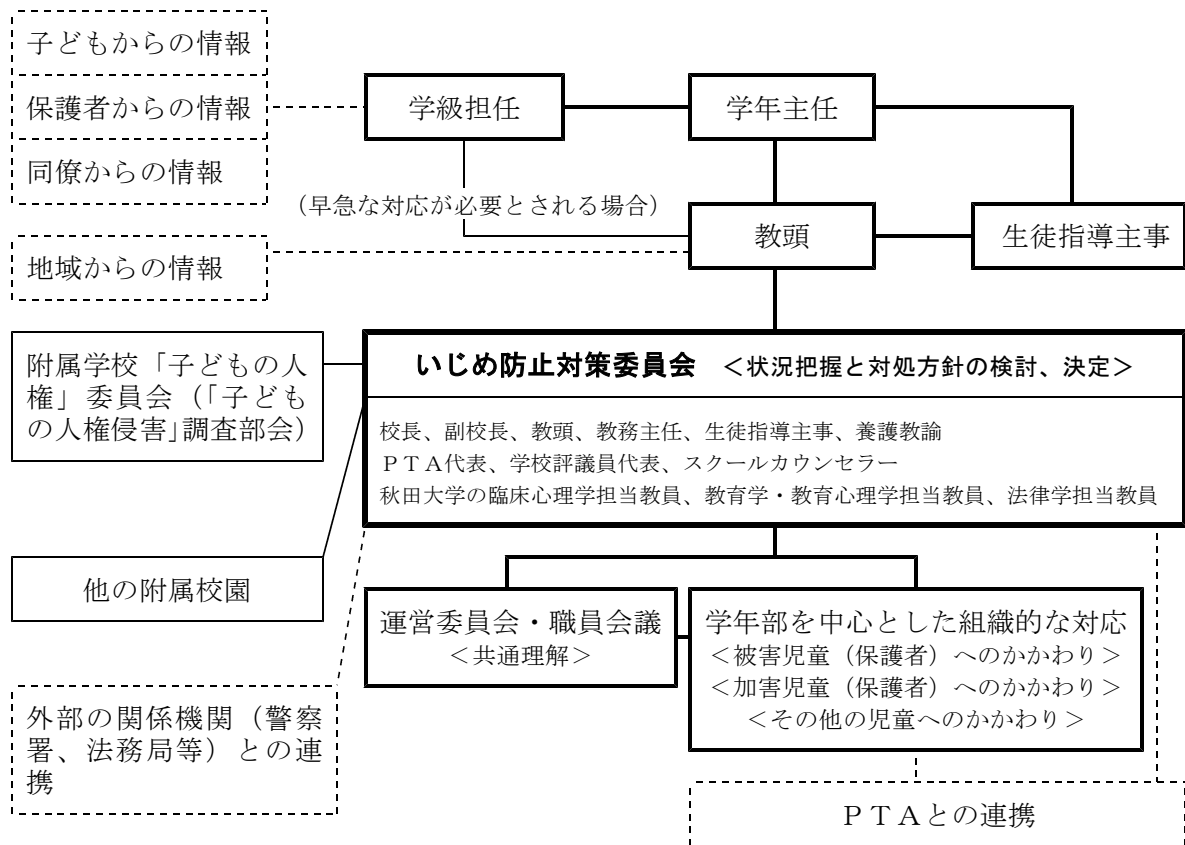 子どもからの情報
保護者からの情報
同僚からの情報
学級担任
学年主任
(早急な対応が必要とされる場合)
教頭
生徒指導主事
地域からの情報
附属学校「子どもの人
権」委員会(「子ども
の人権侵害」調査部会)
いじめ防止対策委員会 <状況把握と対処方針の検討、決定>
校長、副校長、教頭、教務主任、生徒指導主事、養護教諭
PTA代表、学校評議員代表、スクールカウンセラー
秋田大学の臨床心理学担当教員、教育学・教育心理学担当教員、法律学担当教員
他の附属校園
運営委員会・職員会議
<共通理解>
学年部を中心とした組織的な対応
<被害児童(保護者)へのかかわり>
<加害児童(保護者)へのかかわり>
<その他の児童へのかかわり>
外部の関係機関(警察
署、法務局等)との連
携
PTAとの連携